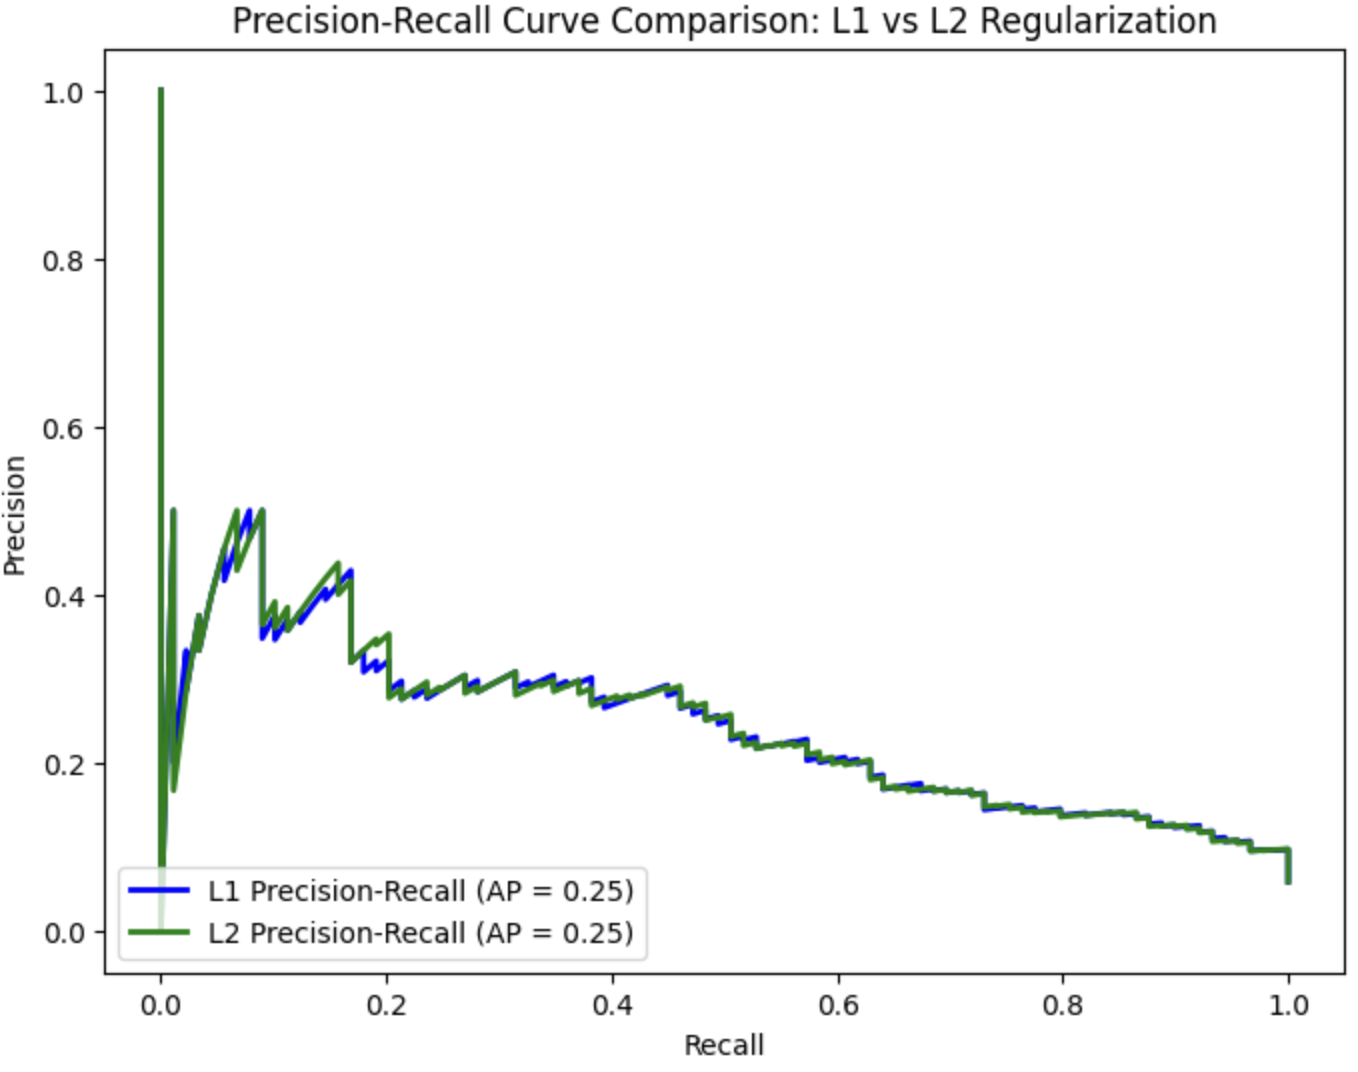 Precision-Recall Curve Comparison: L1 vs L2 Regularization
Precision
1.0
0.8
0.6
0.4
0.2
0.0
L1 Precision-Recall (AP = 0.25)
L2 Precision-Recall (AP = 0.25)
0.0 0.2 0.4 0.6 0.8 1.0
Recall